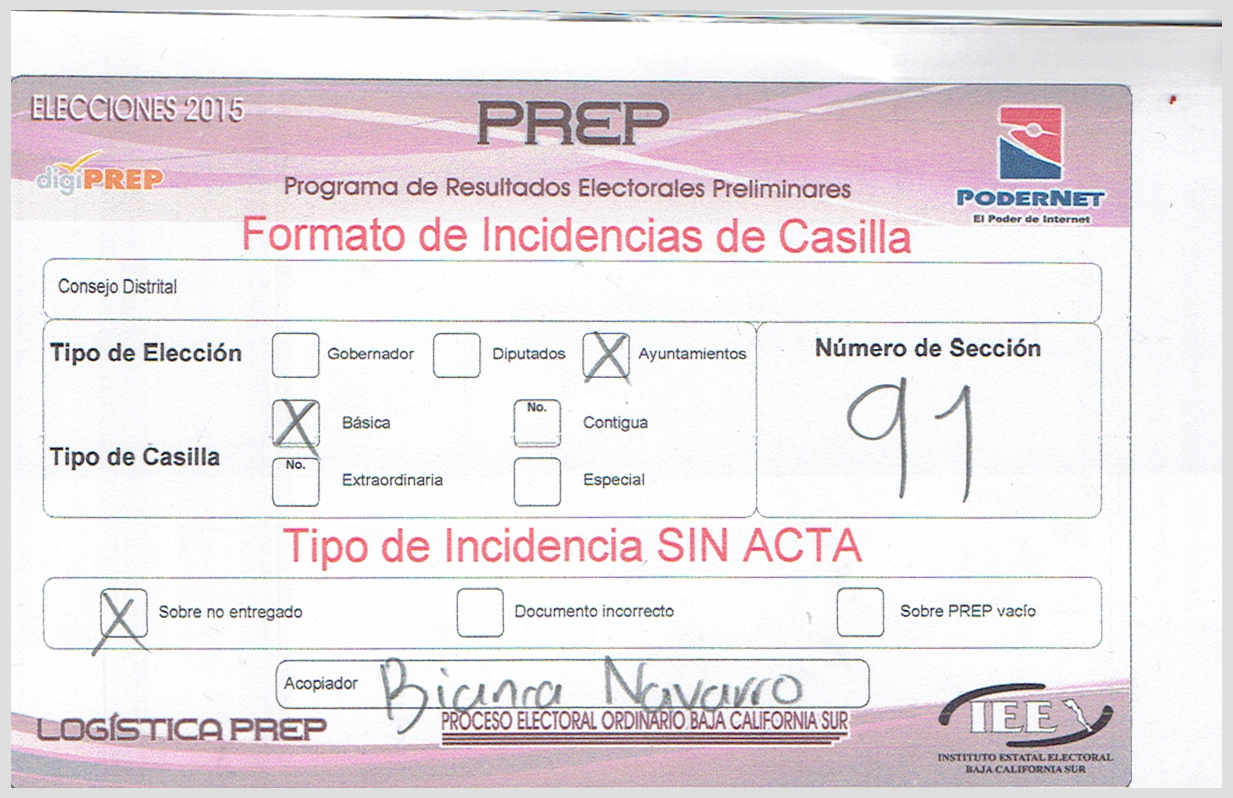 ELECCIONES 2015
PREP
digiPREP
Programa de Resultados Electorales Preliminares
PODERNET
El Poder de Internet
Formato de Incidencias de Casilla
Consejo Distrital
Tipo de Elección Gobernador Diputados X Ayuntamientos
Número de Sección
91
X Básica No. Contigua
Tipo de Casilla
No. Extraordinaria Especial
Tipo de Incidencia SIN ACTA
X Sobre no entregado Documento incorrecto Sobre PREP vacío
Acopiador Bianca Navarro
LOGÍSTICA PREP
PROCESO ELECTORAL ORDINARIO BAJA CALIFORNIA SUR
IEE
INSTITUTO ESTATAL ELECTORAL
BAJA CALIFORNIA SUR